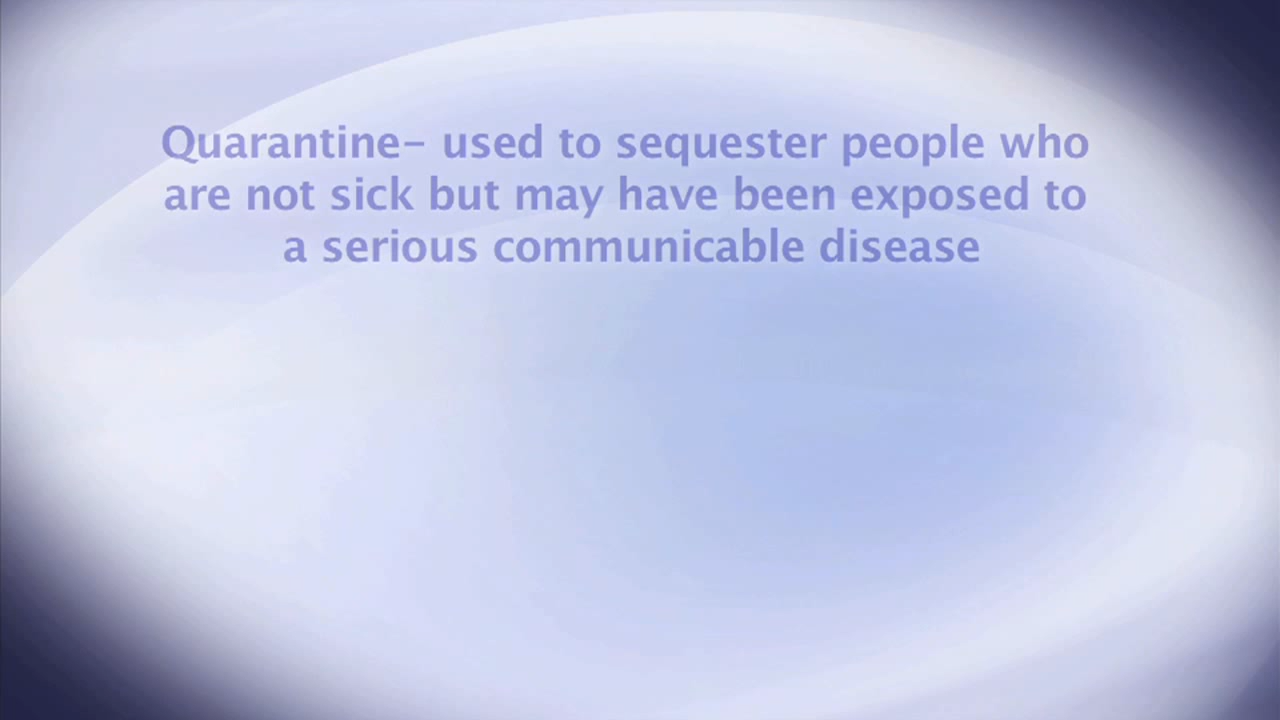 Quarantine– used to sequester people who
are not sick but may have been exposed to
a serious communicable disease